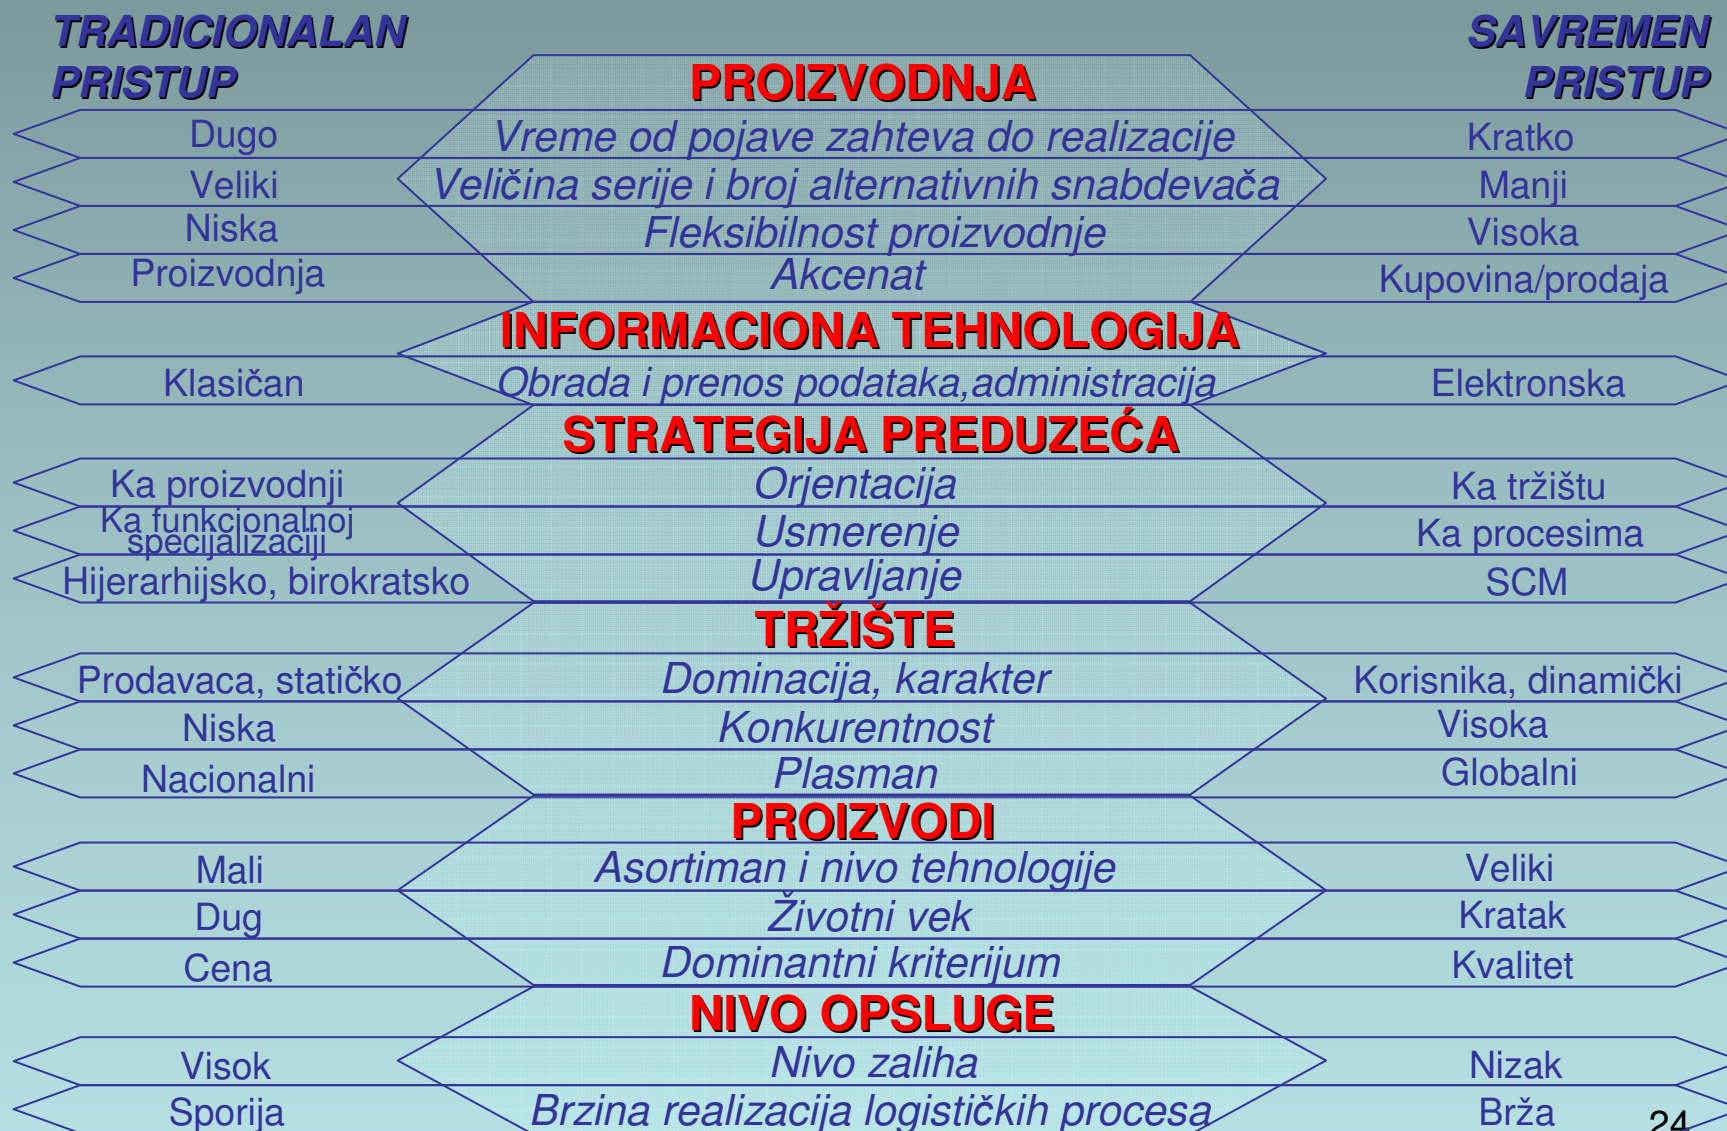 TRADICIONALAN
PRISTUP
SAVREMEN
PRISTUP
PROIZVODNJA
Dugo Vreme od pojave zahteva do realizacije Kratko
Veliki Veličina serije i broj alternativnih snabdevača Manji
Niska Fleksibilnost proizvodnje Visoka
Proizvodnja Akcenat Kupovina/prodaja
INFORMACIONA TEHNOLOGIJA
Klasičan Obrada i prenos podataka,administracija Elektronska
STRATEGIJA PREDUZEĆA
Ka proizvodnji Orjentacija Ka tržištu
Ka funkcionalnoj
specijalizaciji Usmerenje Ka procesima
Hijerarhijsko, birokratsko Upravljanje SCM
TRŽIŠTE
Prodavaca, statičko Dominacija, karakter Korisnika, dinamički
Niska Konkurentnost Visoka
Nacionalni Plasman Globalni
PROIZVODI
Mali Asortiman i nivo tehnologije Veliki
Dug Životni vek Kratak
Cena Dominantni kriterijum Kvalitet
NIVO OPSLUGE
Visok Nivo zaliha Nizak
Sporija Brzina realizacija logističkih procesa Brža
24